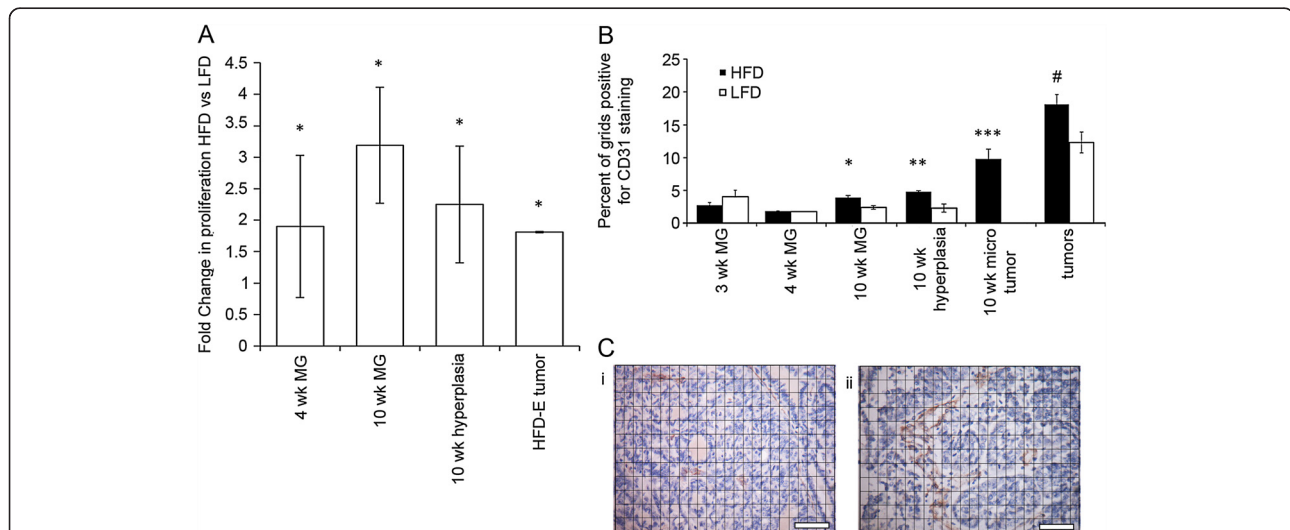 A
Fold Change in proliferation HFD vs LFD
4.5
4
3.5
3
2.5
2
1.5
1
0.5
0
*
*
*
*
4 wk MG
10 wk MG
10 wk hyperplasia
HFD-E tumor
B
Percent of grids positive
for CD31 staining
25
20
15
10
5
0
HFD
LFD
*
**
***
#
3 wk MG
4 wk MG
10 wk MG
10 wk
hyperplasia
10 wk micro
tumor
tumors
C
i
ii